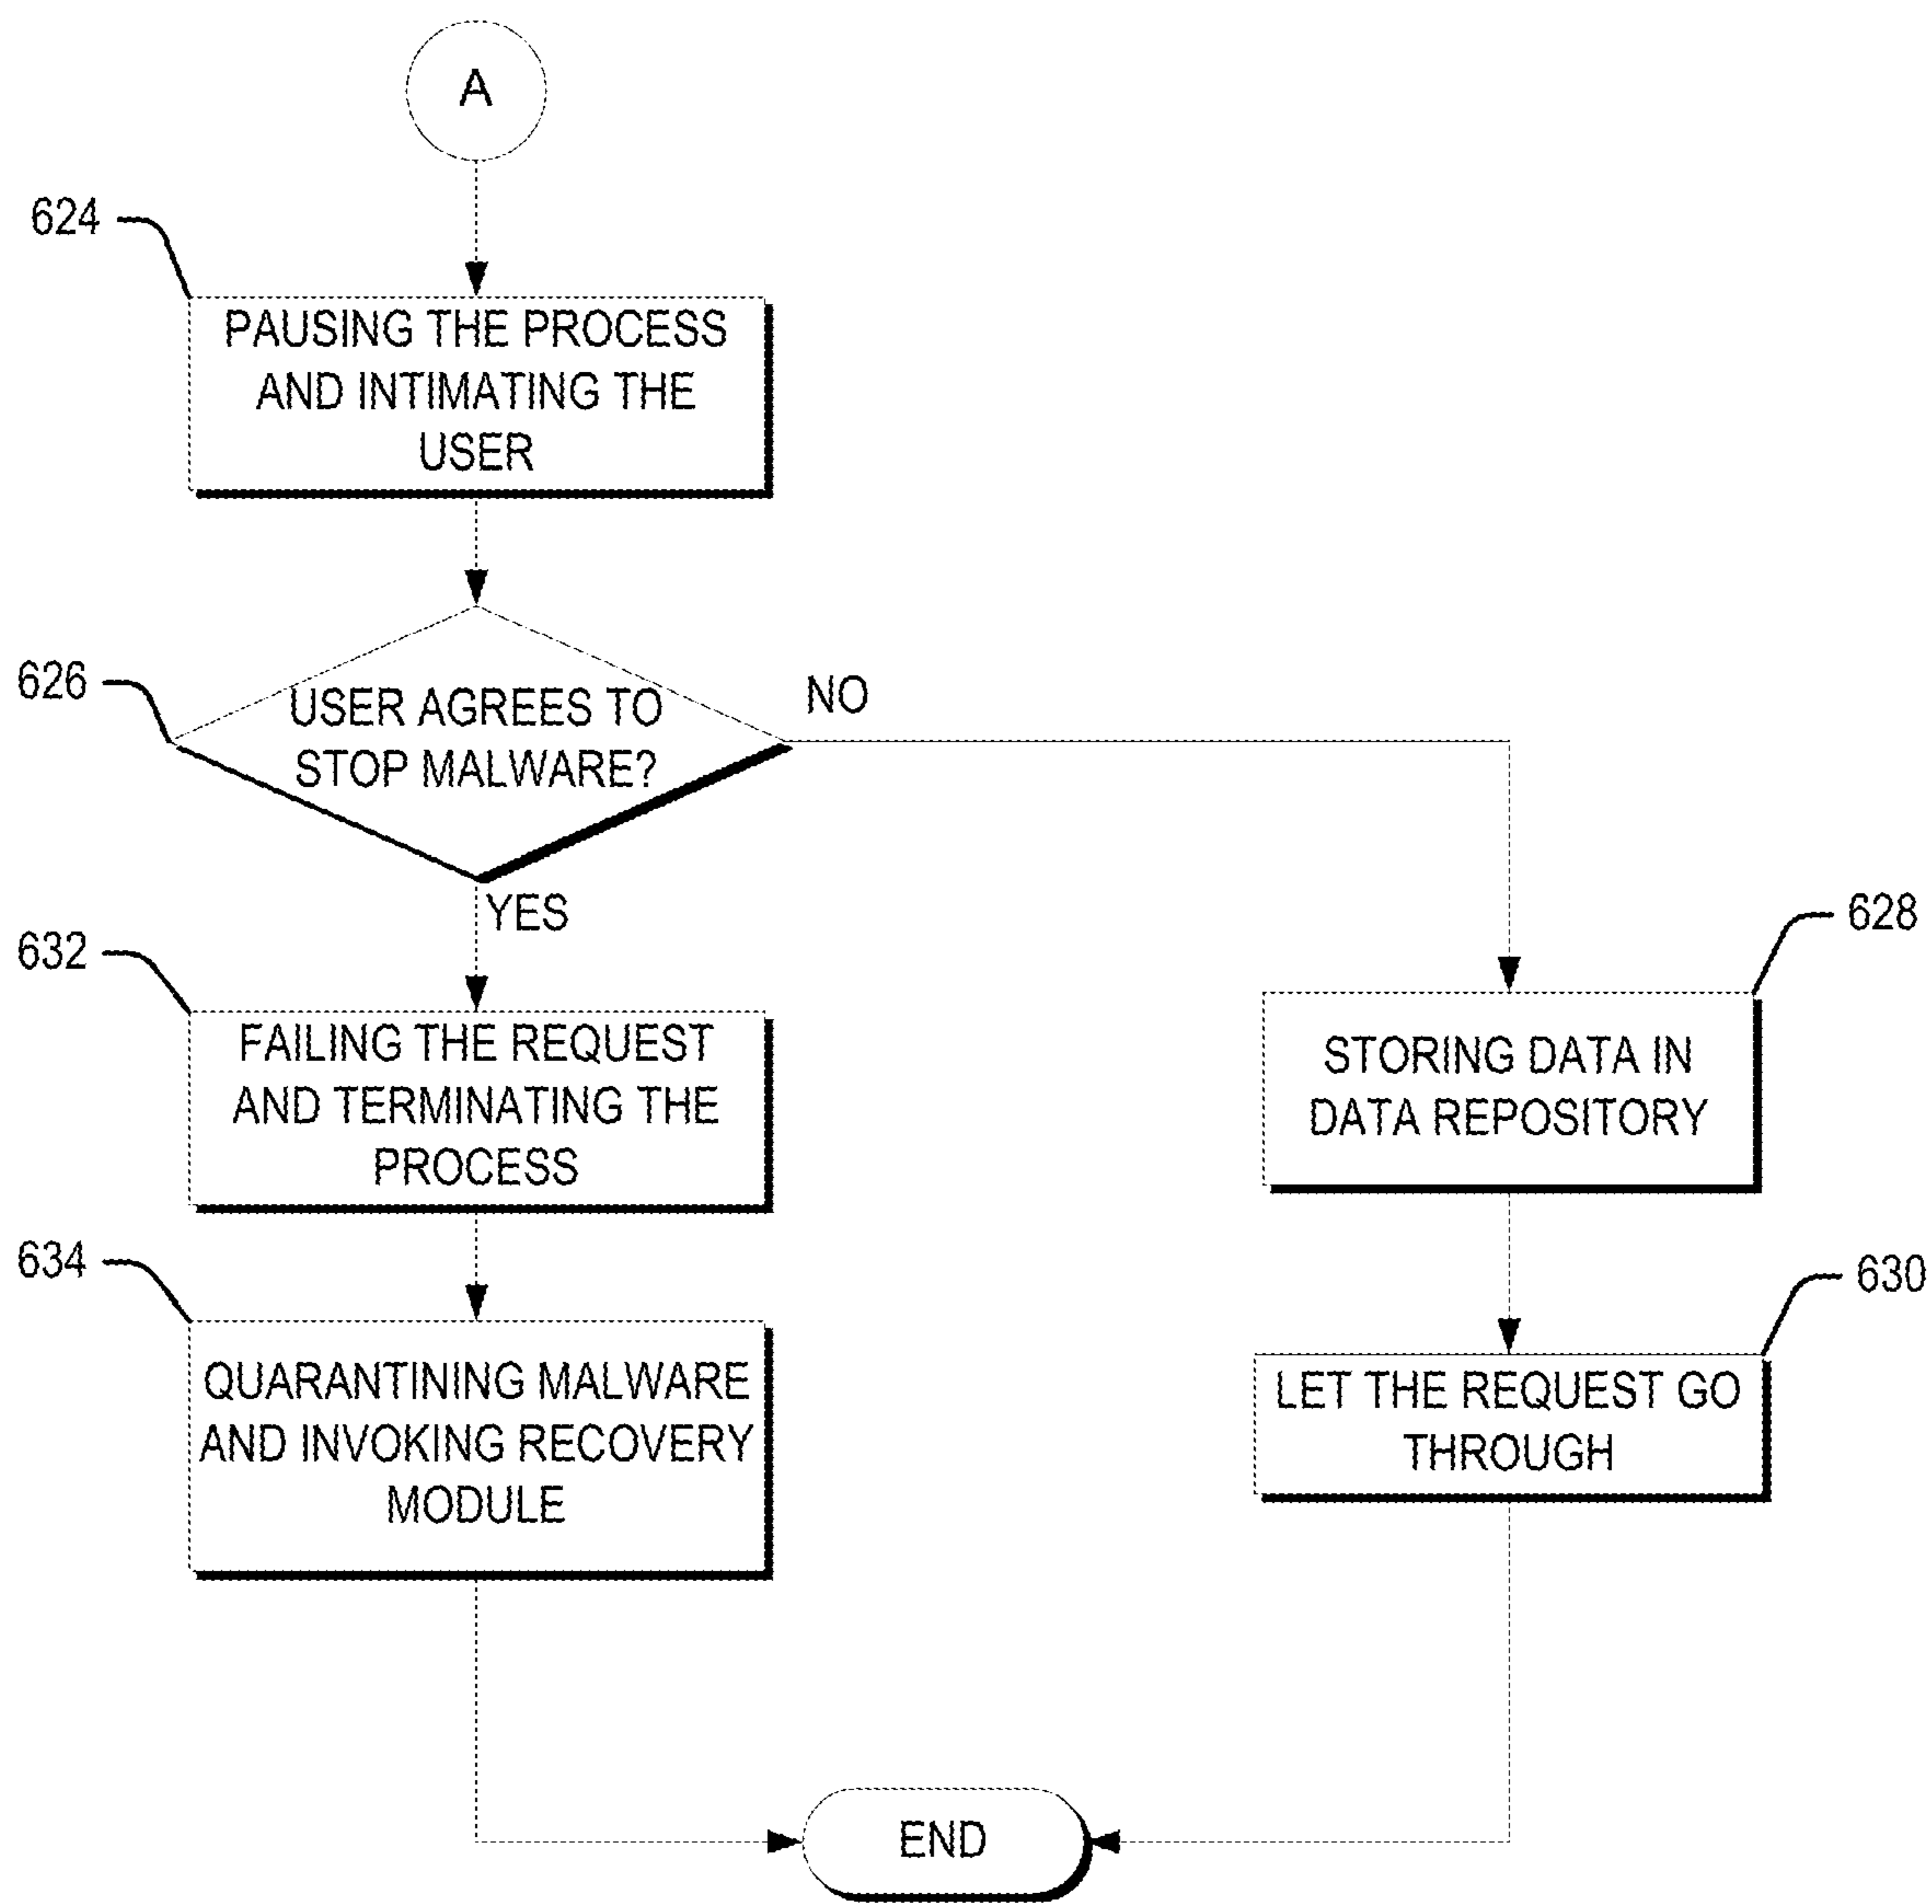 A
624
PAUSING THE PROCESS
AND INTIMATING THE
USER
626
USER AGREES TO
STOP MALWARE?
NO
YES
632
FAILING THE REQUEST
AND TERMINATING THE
PROCESS
628
STORING DATA IN
DATA REPOSITORY
634
QUARANTINING MALWARE
AND INVOKING RECOVERY
MODULE
630
LET THE REQUEST GO
THROUGH
END